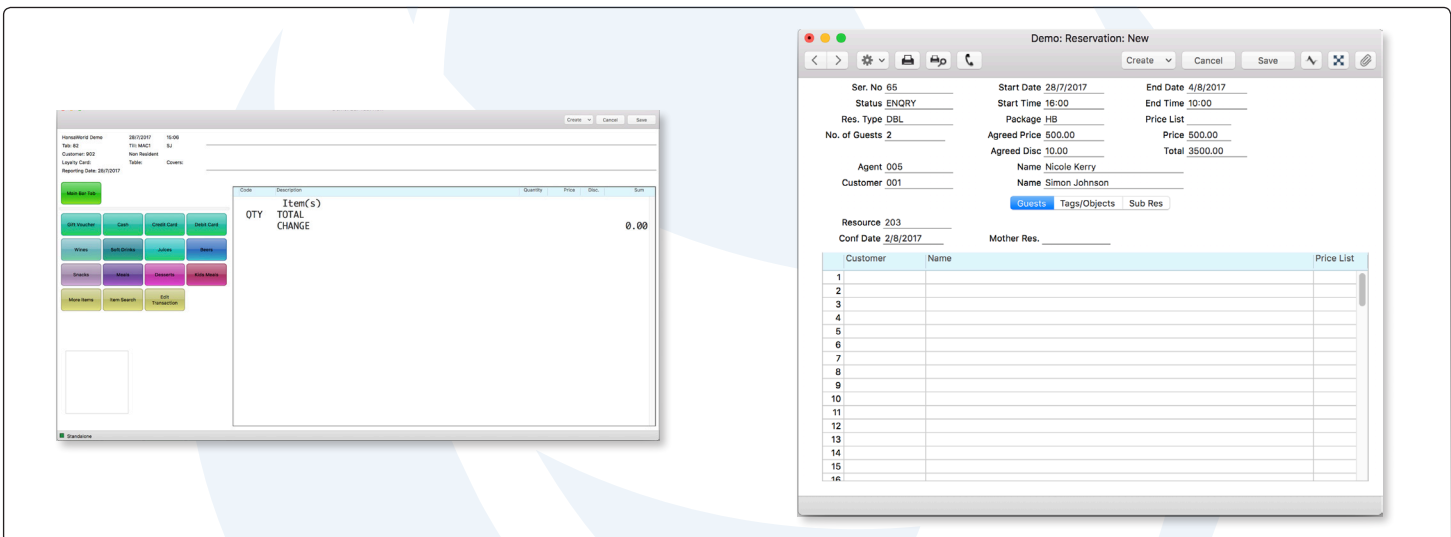 Create Cancel Save
HansaWorld Demo 28/7/2017 15:06
Tab: 82 Till: MAC1 SJ
Customer: 902 Non Resident
Loyalty Card: Table: Covers:
Reporting Date: 28/7/2017
Main Bar Tab
Code Description Quantity Price Disc. Sum
Item(s)
QTY TOTAL
CHANGE 0.00
Gift Voucher Cash Credit Card Debit Card
Wines Soft Drinks Juices Beers
Snacks Meals Desserts Kids Meals
More Items Item Search Edit Transaction
Standalone
Demo: Reservation: New
Create Cancel Save
Ser. No 65 Start Date 28/7/2017 End Date 4/8/2017
Status ENQRY Start Time 16:00 End Time 10:00
Res. Type DBL Package HB Price List
No. of Guests 2 Agreed Price 500.00 Price 500.00
Agreed Disc 10.00 Total 3500.00
Agent 005 Name Nicole Kerry
Customer 001 Name Simon Johnson
Guests Tags/Objects Sub Res
Resource 203
Conf Date 2/8/2017 Mother Res.
Customer Name Price List
1
2
3
4
5
6
7
8
9
10
11
12
13
14
15
16